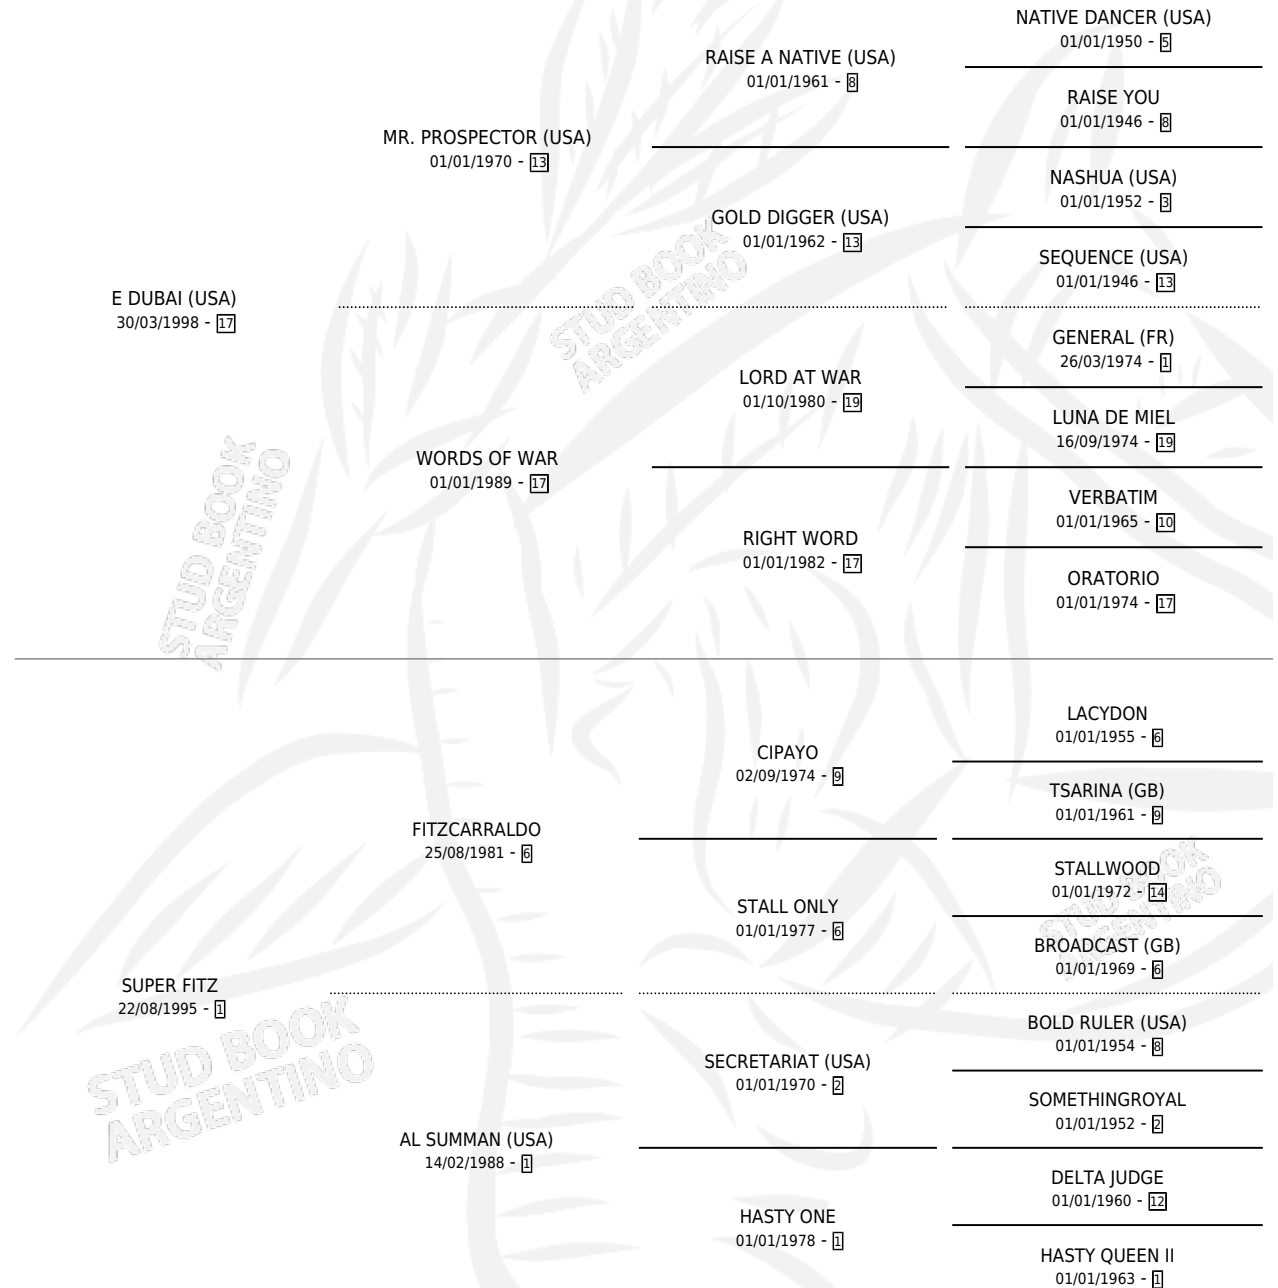 NATIVE DANCER (USA)
01/01/1950 - 5
RAISE A NATIVE (USA)
01/01/1961 - 8
RAISE YOU
01/01/1946 - 8
MR. PROSPECTOR (USA)
01/01/1970 - 13
NASHUA (USA)
01/01/1952 - 3
GOLD DIGGER (USA)
01/01/1962 - 13
SEQUENCE (USA)
01/01/1946 - 13
E DUBAI (USA)
30/03/1998 - 17
STUD BOOK
ARGENTINO
GENERAL (FR)
26/03/1974 - 1
LORD AT WAR
01/10/1980 - 19
LUNA DE MIEL
16/09/1974 - 19
WORDS OF WAR
01/01/1989 - 17
STUD BOOK
ARGENTINO
VERBATIM
01/01/1965 - 10
RIGHT WORD
01/01/1982 - 17
ORATORIO
01/01/1974 - 17
LACYDON
01/01/1955 - 6
CIPAYO
02/09/1974 - 9
TSARINA (GB)
01/01/1961 - 9
FITZCARRALDO
25/08/1981 - 6
STALLWOOD
01/01/1972 - 14
STUD BOOK
ARGENTINO
STALL ONLY
01/01/1977 - 6
BROADCAST (GB)
01/01/1969 - 6
SUPER FITZ
22/08/1995 - 1
STUD BOOK
ARGENTINO
BOLD RULER (USA)
01/01/1954 - 8
SECRETARIAT (USA)
01/01/1970 - 2
SOMETHINGROYAL
01/01/1952 - 2
AL SUMMAN (USA)
14/02/1988 - 1
DELTA JUDGE
01/01/1960 - 12
HASTY ONE
01/01/1978 - 1
HASTY QUEEN II
01/01/1963 - 1